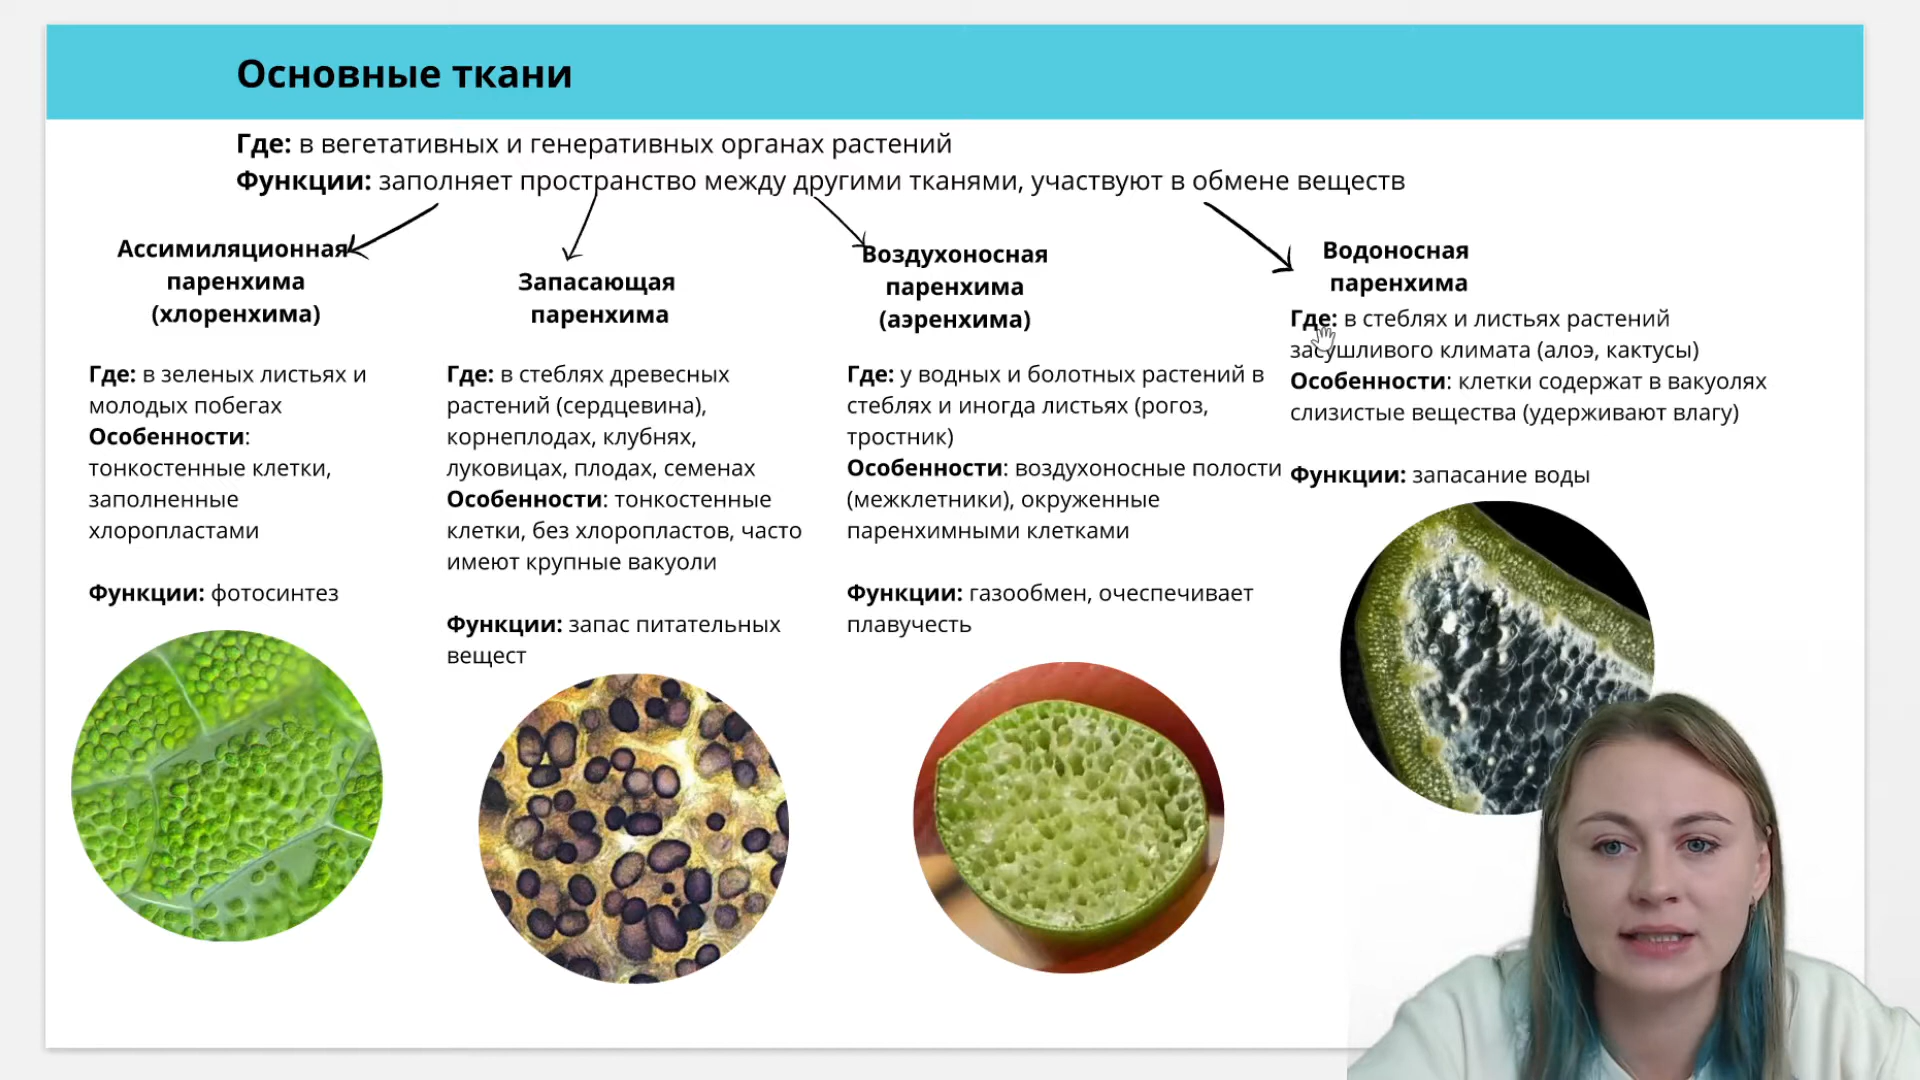 Основные ткани
Где: в вегетативных и генеративных органах растений
Функции: заполняет пространство между другими тканями, участвуют в обмене веществ
Ассимиляционная
паренхима
(хлоренхима)
Где: в зеленых листьях и
молодых побегах
Особенности:
тонкостенные клетки,
заполненные
хлоропластами
Функции: фотосинтез
Запасающая
паренхима
Где: в стеблях древесных
растений (сердцевина),
корнеплодах, клубнях,
луковицах, плодах, семенах
Особенности: тонкостенные
клетки, без хлоропластов, часто
имеют крупные вакуоли
Функции: запас питательных
вещест
Воздухоносная
паренхима
(аэренхима)
Где: у водных и болотных растений в
стеблях и иногда листьях (рогоз,
тростник)
Особенности: воздухоносные полости
(межклетники), окруженные
паренхимными клетками
Функции: газообмен, очеспечивает
плавучесть
Водоносная
паренхима
Где: в стеблях и листьях растений
засушливого климата (алоэ, кактусы)
Особенности: клетки содержат в вакуолях
слизистые вещества (удерживают влагу)
Функции: запасание воды